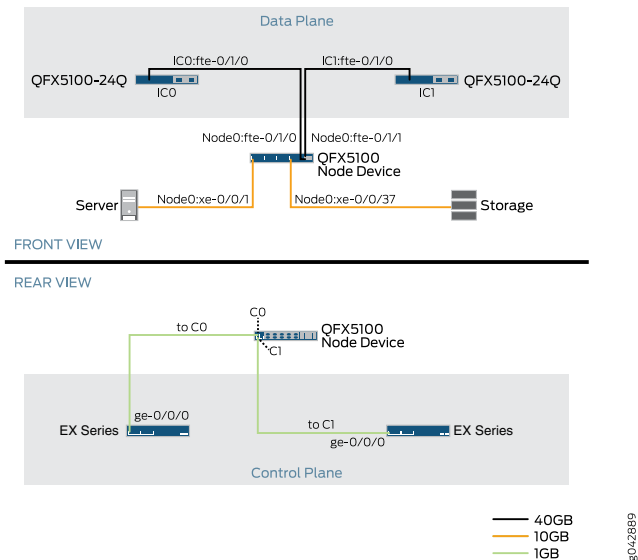 Data Plane
IC0:fte-0/1/0
IC1:fte-0/1/0
QFX5100-24Q
IC0
IC1
QFX5100-24Q
Node0:fte-0/1/0
Node0:fte-0/1/1
QFX5100
Node Device
Server
Node0:xe-0/0/1
Node0:xe-0/0/37
Storage
FRONT VIEW
REAR VIEW
C0
to C0
QFX5100
Node Device
C1
ge-0/0/0
EX Series
to C1
ge-0/0/0
EX Series
Control Plane
40GB
10GB
1GB
g042889